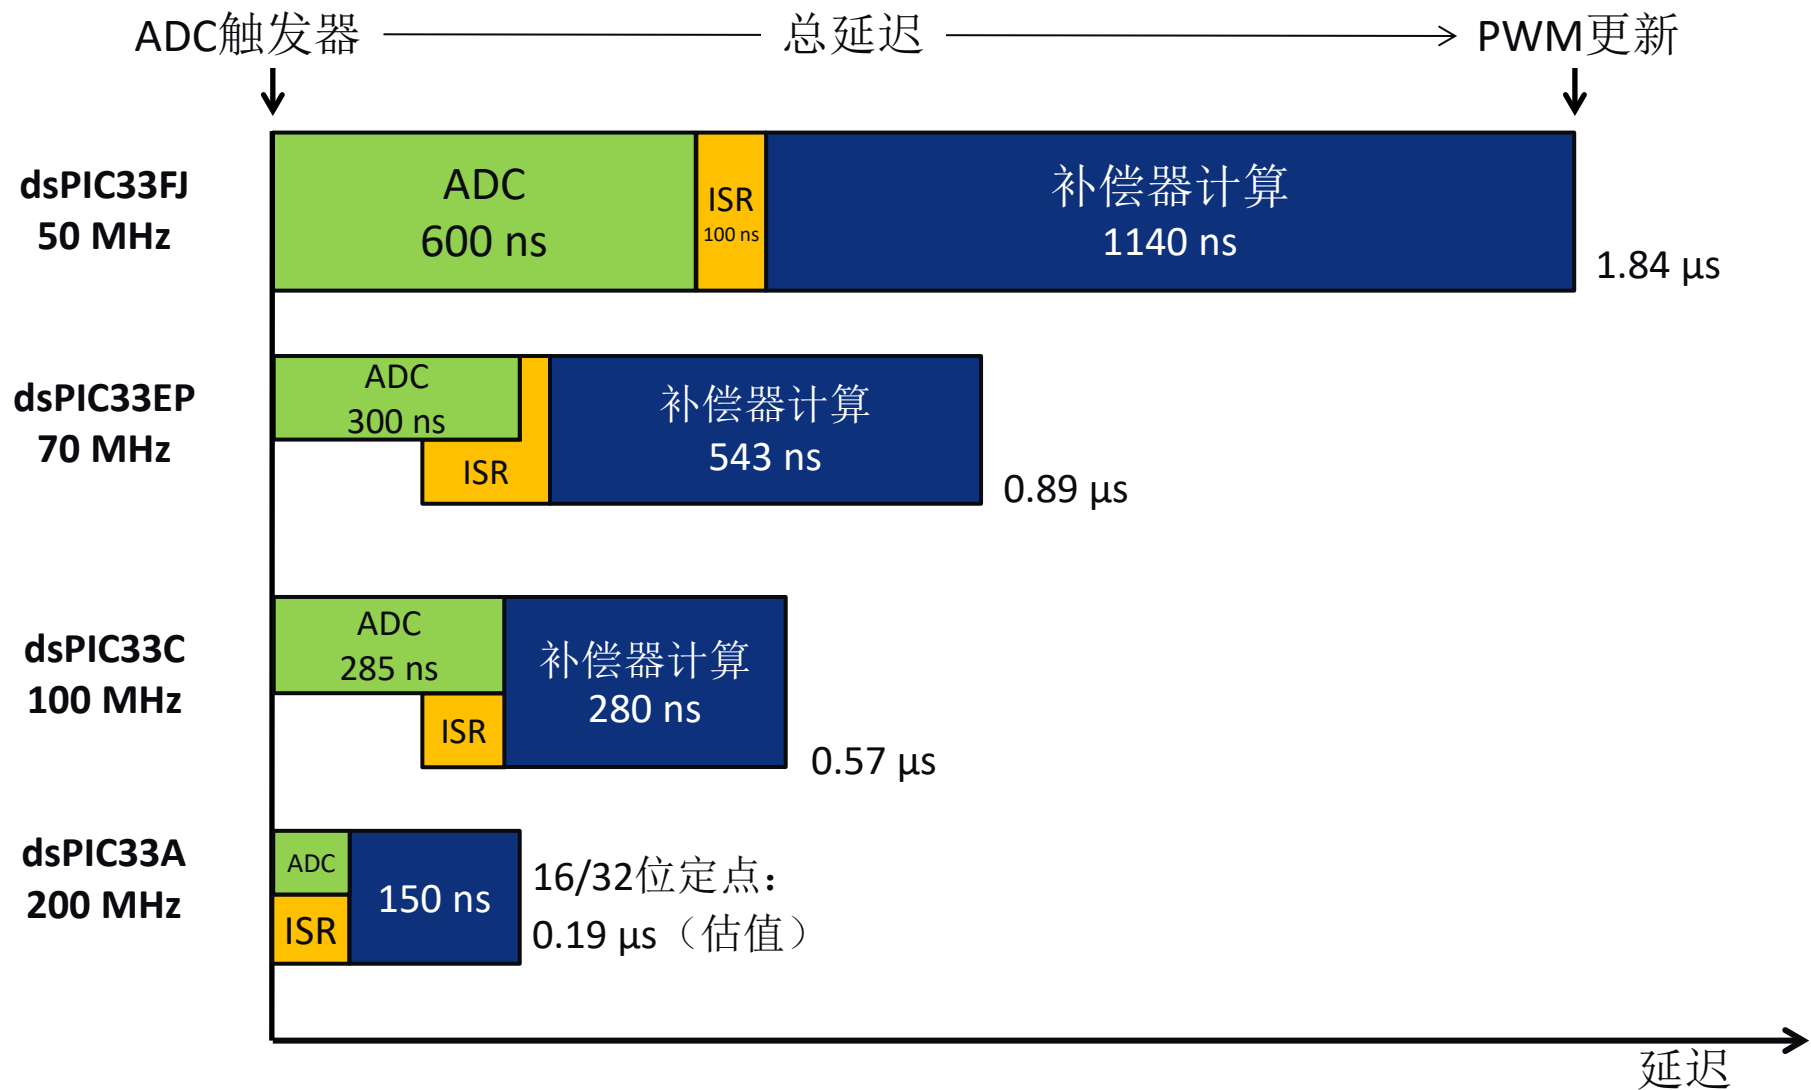 ADC触发器
总延迟
PWM更新
dsPIC33FJ
50 MHz
ADC
600 ns
ISR
100 ns
补偿器计算
1140 ns
1.84 µs
dsPIC33EP
70 MHz
ADC
300 ns
ISR
补偿器计算
543 ns
0.89 µs
dsPIC33C
100 MHz
ADC
285 ns
ISR
补偿器计算
280 ns
0.57 µs
dsPIC33A
200 MHz
ADC
ISR
150 ns
16/32位定点：
0.19 µs（估值）
延迟